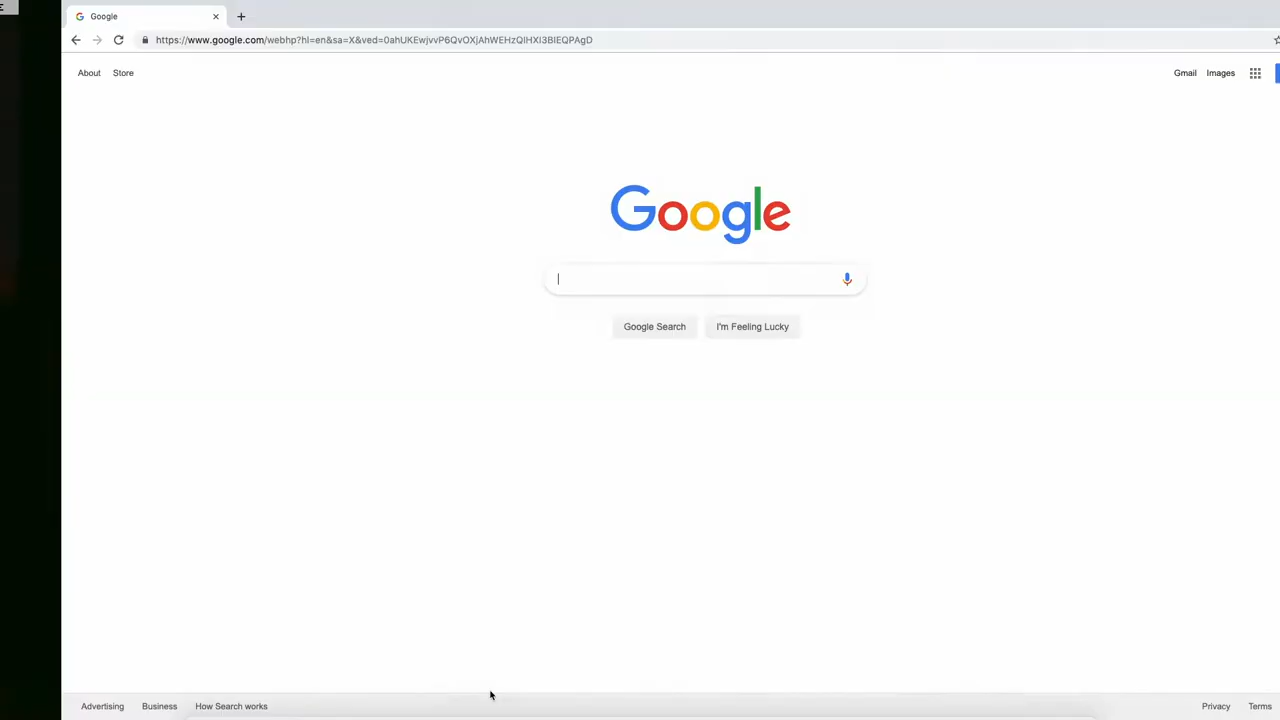 Google
https://www.google.com/webhp?hl=en&sa=X&ved=0ahUKEwjvvP6QvOXjAhWEHzQIHXI3BIEQPAgD
About Store
Gmail Images
Google
Google Search I'm Feeling Lucky
Advertising Business How Search works
Privacy Terms